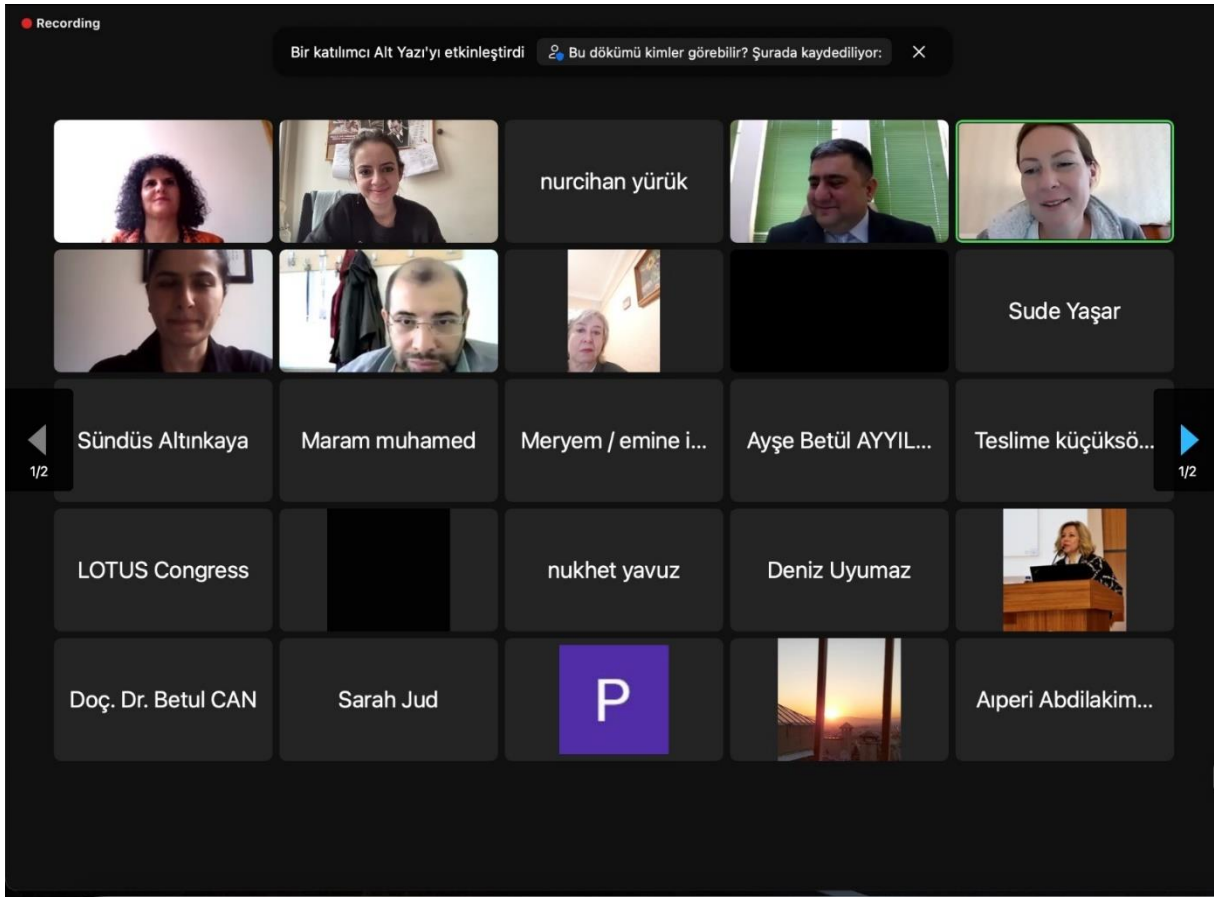 Recording
Bir katılımcı Alt Yazı'yı etkinleştirdi Bu dökümü kimler görebilir? Şurada kaydediliyor:
nurcihan yürük
Sude Yaşar
Sündüs Altınkaya
Maram muhamed
Meryem / emine i...
Ayşe Betül AYYIL...
Teslime küçüksö...
1/2
1/2
LOTUS Congress
nukhet yavuz
Deniz Uyumaz
Doç. Dr. Betul CAN
Sarah Jud
P
Aıperi Abdilakim...